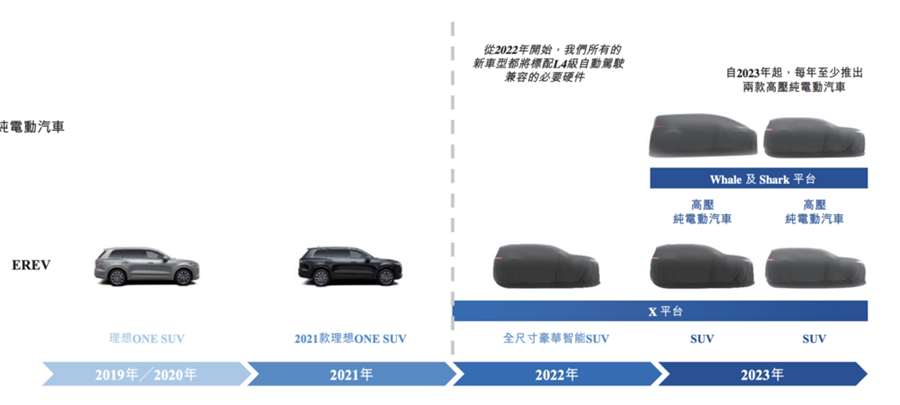 從2022年開始，我們所有的
新車型都將標配L4級自動駕駛
兼容的必要硬件
自2023年起，每年至少推出
兩款高壓純電動汽車
純電動汽車
Whale 及 Shark 平台
高壓
純電動汽車
高壓
純電動汽車
EREV
X 平台
理想ONE SUV
2021款理想ONE SUV
全尺寸豪華智能SUV
SUV
SUV
2019年／2020年
2021年
2022年
2023年